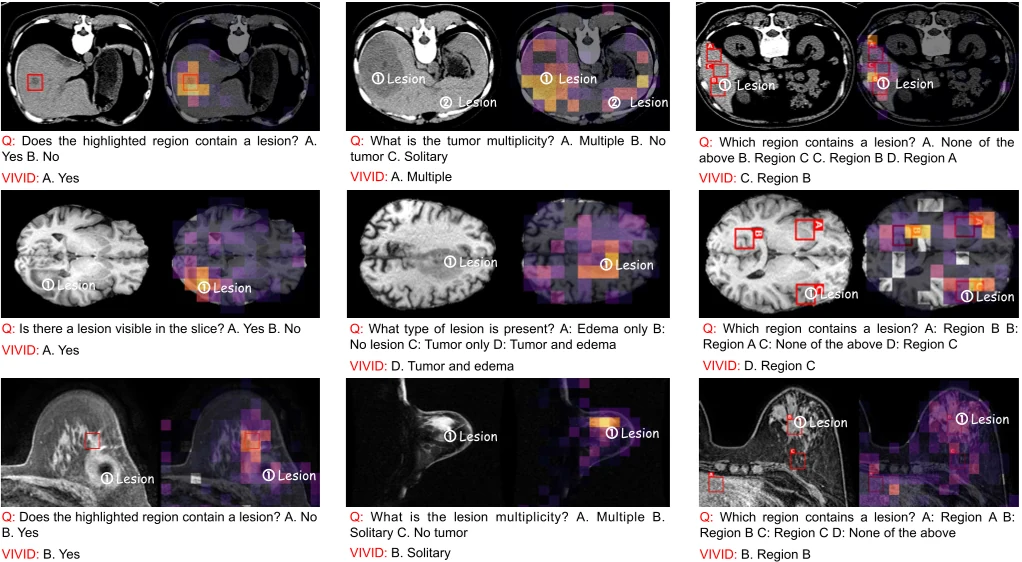 ① Lesion
② Lesion
① Lesion
② Lesion
A
C
① Lesion
① Lesion
Q: Does the highlighted region contain a lesion? A.
Yes B. No
VIVID: A. Yes
Q: What is the tumor multiplicity? A. Multiple B. No
tumor C. Solitary
VIVID: A. Multiple
Q: Which region contains a lesion? A. None of the
above B. Region C C. Region B D. Region A
VIVID: C. Region B
① Lesion
① Lesion
① Lesion
① Lesion
A
B
① Lesion
① Lesion
Q: Is there a lesion visible in the slice? A. Yes B. No
VIVID: A. Yes
Q: What type of lesion is present? A: Edema only B:
No lesion C: Tumor only D: Tumor and edema
VIVID: D. Tumor and edema
Q: Which region contains a lesion? A: Region B B:
Region A C: None of the above D: Region C
VIVID: D. Region C
① Lesion
① Lesion
① Lesion
① Lesion
① Lesion
① Lesion
Q: Does the highlighted region contain a lesion? A. No
B. Yes
VIVID: B. Yes
Q: What is the lesion multiplicity? A. Multiple B.
Solitary C. No tumor
VIVID: B. Solitary
Q: Which region contains a lesion? A: Region A B:
Region B C: Region C D: None of the above
VIVID: B. Region B